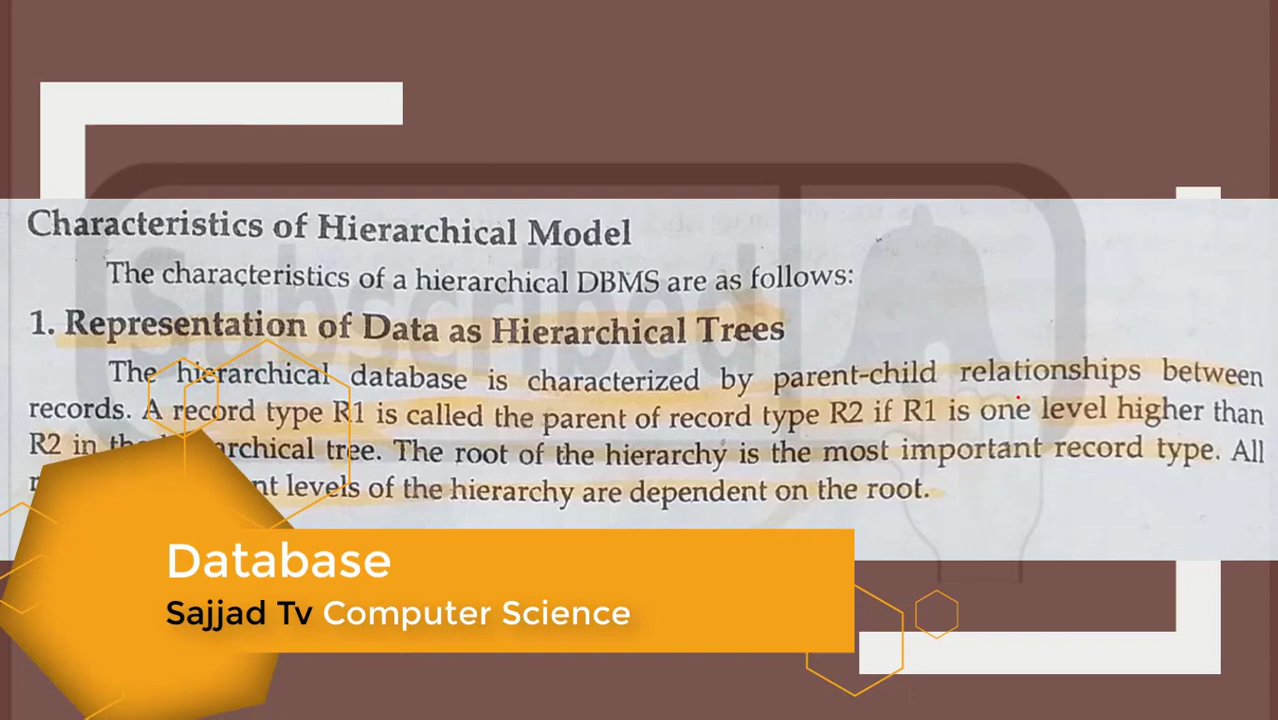 Characteristics of Hierarchical Model
The characteristics of a hierarchical DBMS are as follows:
1. Representation of Data as Hierarchical Trees
The hierarchical database is characterized by parent-child relationships between
records. A record type R1 is called the parent of record type R2 if R1 is one level higher than
R2 in the hierarchical tree. The root of the hierarchy is the most important record type. All
levels of the hierarchy are dependent on the root.
Subscribed
Database
Sajjad Tv Computer Science